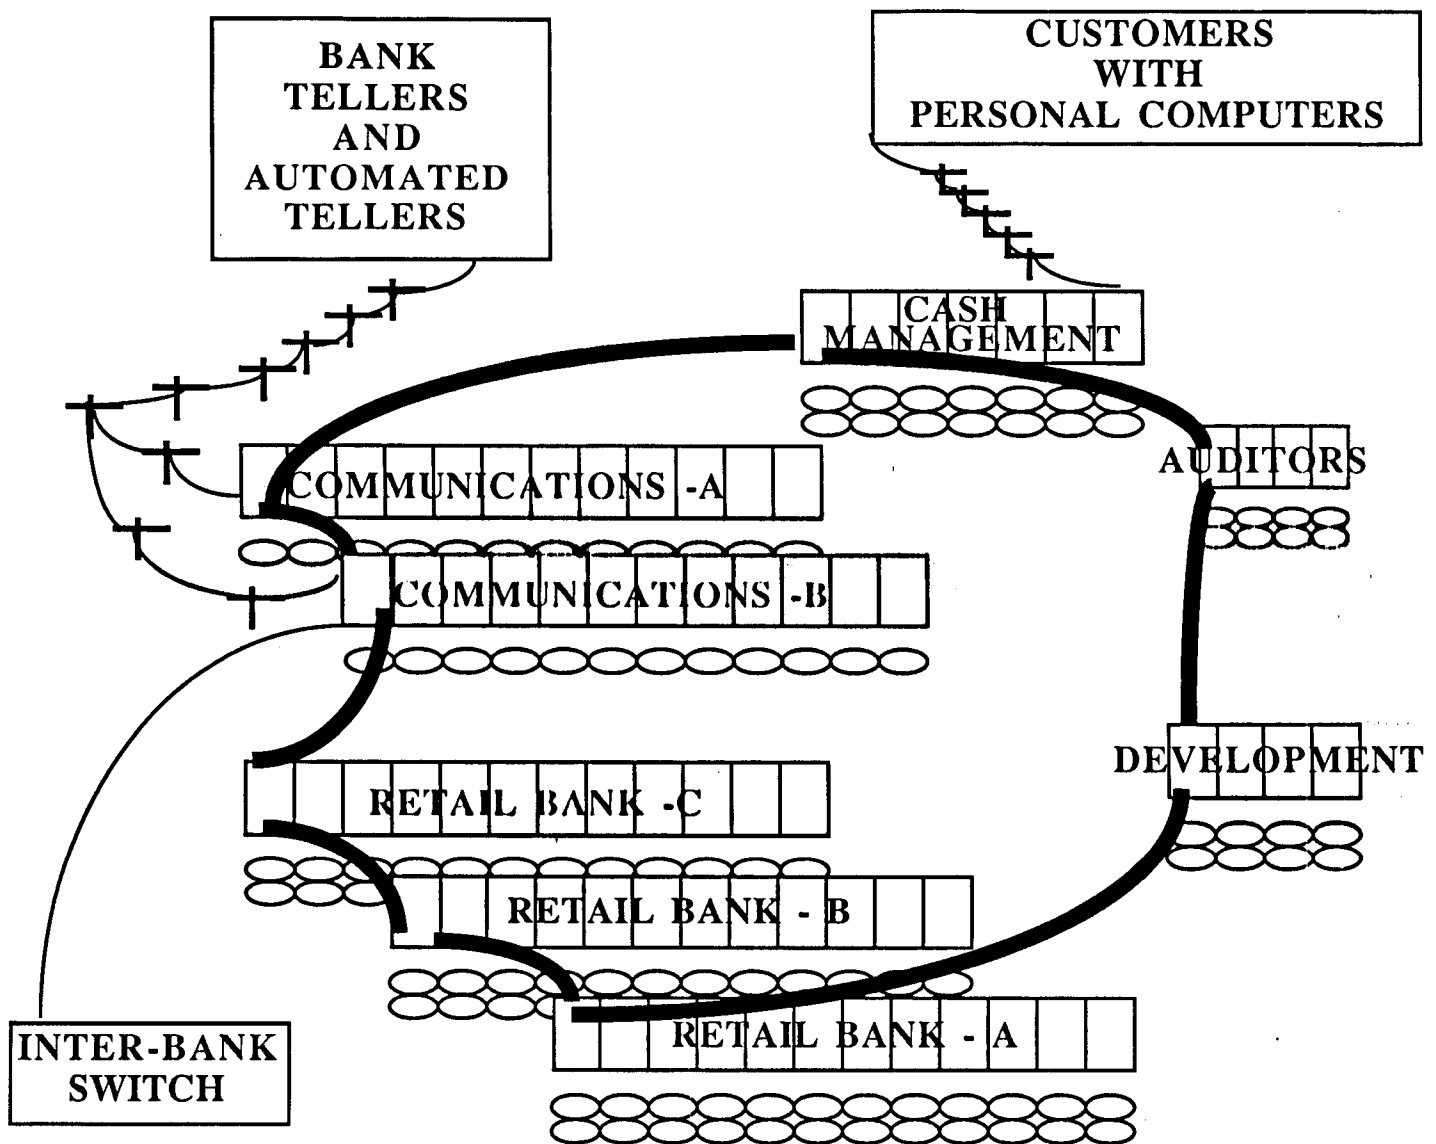 BANK
TELLERS
AND
AUTOMATED
TELLERS
CUSTOMERS
WITH
PERSONAL COMPUTERS
CASH
MANAGEMENT
AUDITORS
COMMUNICATIONS -A
COMMUNICATIONS -B
DEVELOPMENT
RETAIL BANK -C
RETAIL BANK - B
RETAIL BANK - A
INTER-BANK
SWITCH